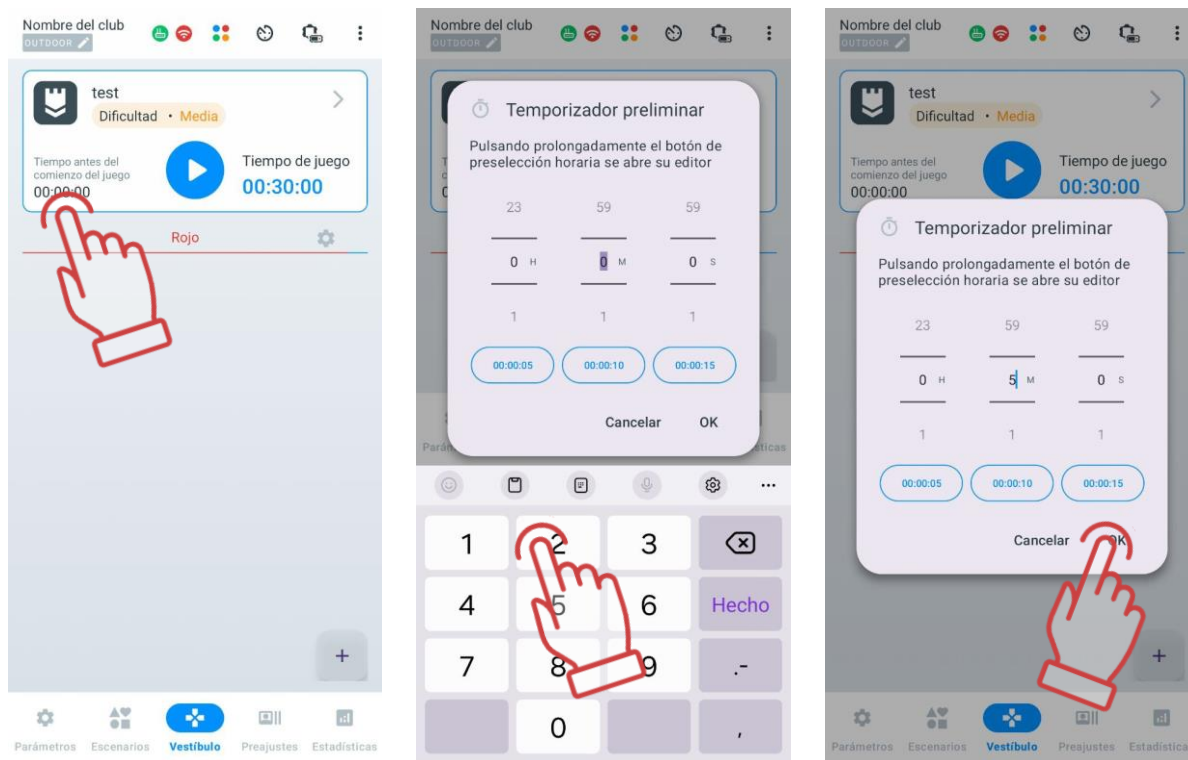 Nombre del club
OUTDOOR
test
Dificultad • Media
Tiempo antes del
comienzo del juego
00:00:00
Tiempo de juego
00:30:00
Rojo
+
Parámetros Escenarios Vestíbulo Preajustes Estadísticas
Nombre del club
OUTDOOR
Temporizador preliminar
Pulsando prolongadamente el botón de
preselección horaria se abre su editor
23 59 59
0 H 0 M 0 S
1 1 1
00:00:05 00:00:10 00:00:15
Cancelar OK
1 2 3
4 5 6 Hecho
7 8 9 .-
0 ,
Nombre del club
OUTDOOR
test
Dificultad • Media
Tiempo antes del
comienzo del juego
00:00:00
Tiempo de juego
00:30:00
Temporizador preliminar
Pulsando prolongadamente el botón de
preselección horaria se abre su editor
23 59 59
0 H 5 M 0 S
1 1 1
00:00:05 00:00:10 00:00:15
Cancelar OK
+
Parámetros Escenarios Vestíbulo Preajustes Estadística